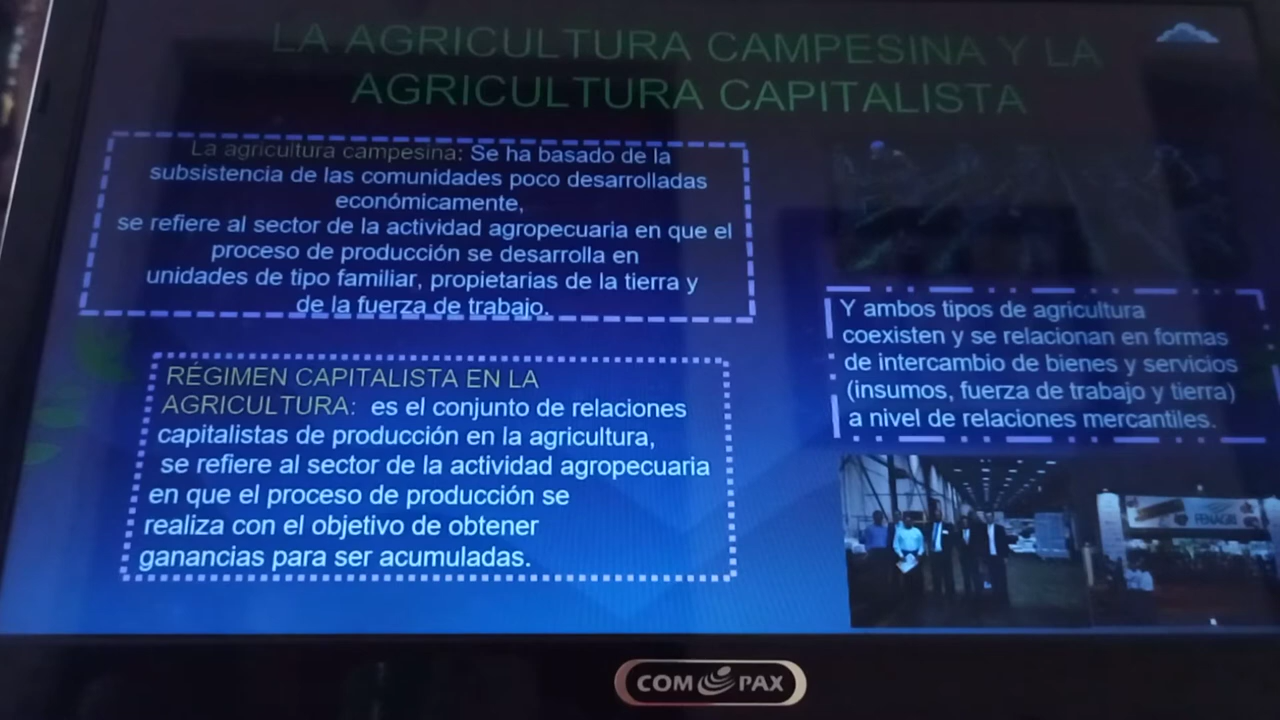 LA AGRICULTURA CAMPESINA Y LA
AGRICULTURA CAPITALISTA
La agricultura campesina: Se ha basado de la
subsistencia de las comunidades poco desarrolladas
económicamente,
se refiere al sector de la actividad agropecuaria en que el
proceso de producción se desarrolla en
unidades de tipo familiar, propietarias de la tierra y
de la fuerza de trabajo.
RÉGIMEN CAPITALISTA EN LA
AGRICULTURA: es el conjunto de relaciones
capitalistas de producción en la agricultura,
se refiere al sector de la actividad agropecuaria
en que el proceso de producción se
realiza con el objetivo de obtener
ganancias para ser acumuladas.
Y ambos tipos de agricultura
coexisten y se relacionan en formas
de intercambio de bienes y servicios
(insumos, fuerza de trabajo y tierra)
a nivel de relaciones mercantiles.
COMPAX